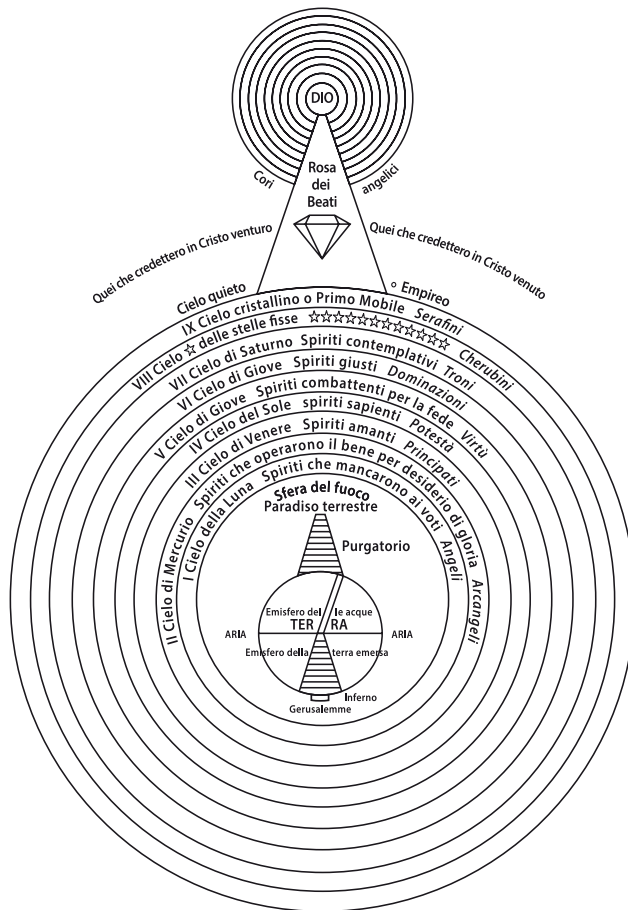 DIO
Cori
angelici
Rosa
dei
Beati
Quei che credettero in Cristo venturo
Quei che credettero in Cristo venuto
Cielo quieto
o Empireo
IX Cielo cristallino o Primo Mobile Serafini
VIII Cielo delle stelle fisse Cherubini
VII Cielo di Saturno Spiriti contemplativi Troni
VI Cielo di Giove Spiriti giusti Dominazioni
V Cielo di Giove Spiriti combattenti per la fede Virtù
IV Cielo del Sole spiriti sapienti Potestà
III Cielo di Venere Spiriti amanti Principati
II Cielo di Mercurio Spiriti che operarono il bene per desiderio di gloria Arcangeli
I Cielo della Luna Spiriti che mancarono ai voti Angeli
Sfera del fuoco
Paradiso terrestre
Purgatorio
Emisfero delle acque
ARIA
TERRA
ARIA
Emisfero della terra emersa
Inferno
Gerusalemme